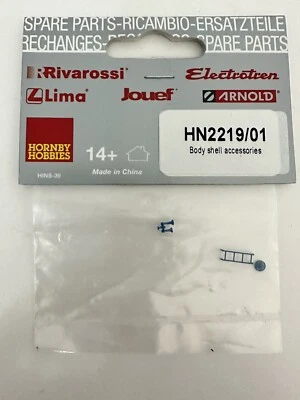 SPARE PARTS-RICAMBIO-ERSATZTEILE
RECHANGES- SPARE PARTS
Rivarossi Electrotren
Lima Jouef ARNOLD
HORNBY
HOBBIES
14+
Made in China
HN2219/01
Body shell accessories